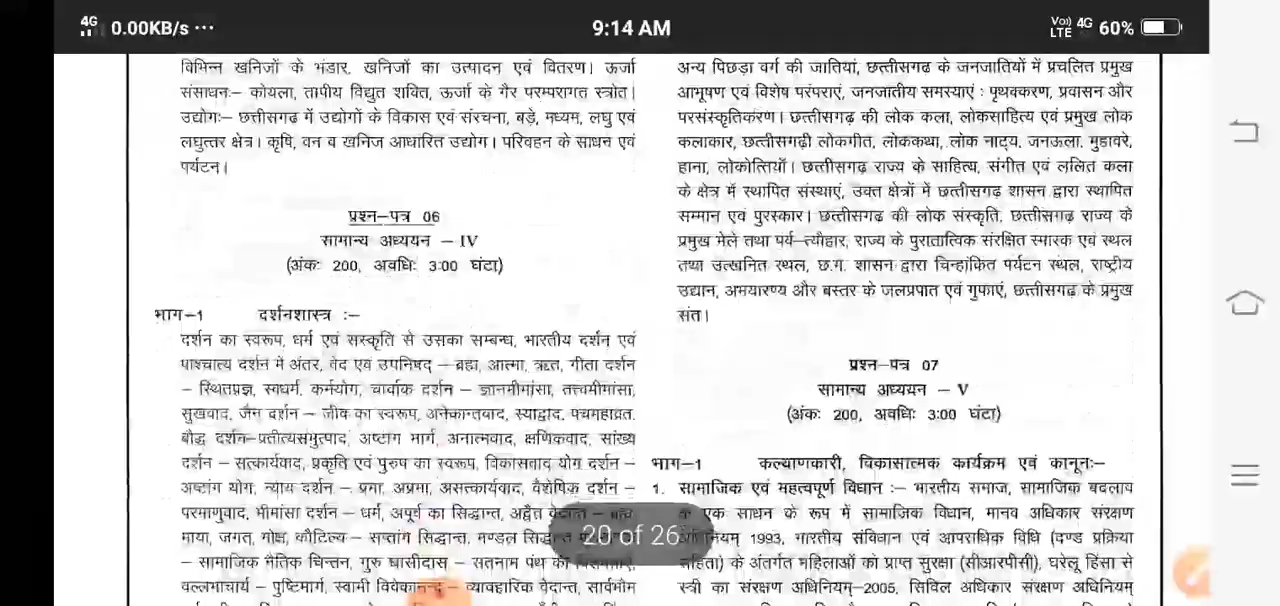 4G 0.00KB/s ···
9:14 AM
Vo) LTE 4G 60%
विभिन्न खनिजों के भंडार, खनिजों का उत्पादन एवं वितरण। ऊर्जा
संसाधनः– कोयला, तापीय विद्युत शक्ति, ऊर्जा के गैर परम्परागत स्त्रोत।
उद्योगः– छत्तीसगढ़ में उद्योगों के विकास एवं संरचना, बड़े, मध्यम, लघु एवं
लघुत्तर क्षेत्र। कृषि, वन व खनिज आधारित उद्योग। परिवहन के साधन एवं
पर्यटन।
प्रश्न–पत्र 06
सामान्य अध्ययन – IV
(अंकः 200, अवधिः 3:00 घंटा)
भाग–1 दर्शनशास्त्र :–
दर्शन का स्वरूप, धर्म एवं संस्कृति से उसका सम्बन्ध, भारतीय दर्शन एवं
पाश्चात्य दर्शन में अंतर, वेद एवं उपनिषद् – ब्रह्म, आत्मा, ऋत, गीता दर्शन
– स्थितप्रज्ञ, स्वधर्म, कर्मयोग, चार्वाक दर्शन – ज्ञानमीमांसा, तत्त्वमीमांसा,
सुखवाद, जैन दर्शन – जीव का स्वरूप, अनेकान्तवाद, स्याद्वाद, पंचमहाव्रत,
बौद्ध दर्शन–प्रतीत्यसमुत्पाद, अष्टांग मार्ग, अनात्मवाद, क्षणिकवाद, सांख्य
दर्शन – सत्कार्यवाद, प्रकृति एवं पुरुष का स्वरूप, विकासवाद योग दर्शन –
अष्टांग योग, न्याय दर्शन – प्रमा, अप्रमा, असत्कार्यवाद, वैशेषिक दर्शन –
परमाणुवाद, मीमांसा दर्शन – धर्म, अपूर्व का सिद्धान्त, अद्वैत
माया, जगत्, मोक्ष, कौटिल्य – सप्तांग सिद्धान्त, मण्डल
– सामाजिक नैतिक चिन्तन, गुरु घासीदास – सतनाम पंथ की
वल्लभाचार्य – पुष्टिमार्ग, स्वामी विवेकानन्द – व्यावहारिक वेदान्त, सार्वभौम
अन्य पिछड़ा वर्ग की जातियां, छत्तीसगढ के जनजातियों में प्रचलित प्रमुख
आभूषण एवं विशेष परंपराएं, जनजातीय समस्याएं : पृथक्करण, प्रवासन और
परसंस्कृतिकरण। छत्तीसगढ की लोक कला, लोकसाहित्य एवं प्रमुख लोक
कलाकार, छत्तीसगढ़ी लोकगीत, लोककथा, लोक नाट्य, जनऊला, मुहावरे,
हाना, लोकोत्तियाँ। छत्तीसगढ़ राज्य के साहित्य, संगीत एवं ललित कला
के क्षेत्र में स्थापित संस्थाएं, उक्त क्षेत्रों में छत्तीसगढ शासन द्वारा स्थापित
सम्मान एवं पुरस्कार। छत्तीसगढ की लोक संस्कृति, छत्तीसगढ राज्य के
प्रमुख मेले तथा पर्व–त्यौहार, राज्य के पुरातात्विक संरक्षित स्मारक एवं स्थल
तथा उत्खनित स्थल, छ.ग. शासन द्वारा चिन्हांकित पर्यटन स्थल, राष्ट्रीय
उद्यान, अभयारण्य और बस्तर के जलप्रपात एवं गुफाएं, छत्तीसगढ के प्रमुख
संत।
प्रश्न–पत्र 07
सामान्य अध्ययन – V
(अंकः 200, अवधिः 3:00 घंटा)
भाग–1 कल्याणकारी, विकासात्मक कार्यक्रम एवं कानूनः–
1. सामाजिक एवं महत्वपूर्ण विधान :– भारतीय समाज, सामाजिक बदलाव
एक साधन के रूप में सामाजिक विधान, मानव अधिकार संरक्षण
1993, भारतीय संविधान एवं आपराधिक विधि (दण्ड प्रक्रिया
के अंतर्गत महिलाओं को प्राप्त सुरक्षा (सीआरपीसी), घरेलू हिंसा से
स्त्री का संरक्षण अधिनियम–2005, सिविल अधिकार संरक्षण अधिनियम
20 of 26